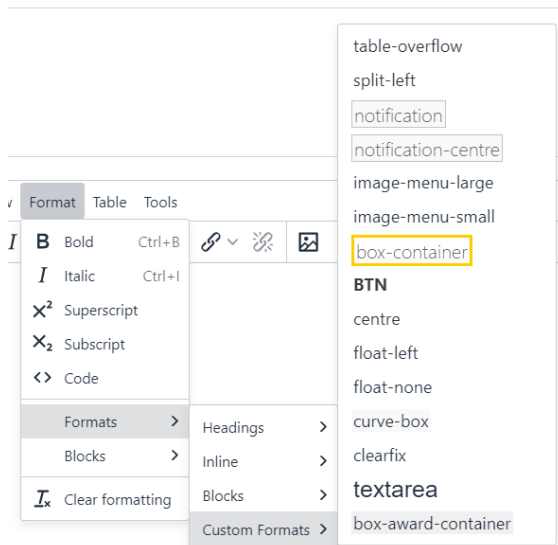 Format Table Tools
B Bold Ctrl+B
I Italic Ctrl+I
X² Superscript
X₂ Subscript
<> Code
Formats
Blocks
Clear formatting
Headings
Inline
Blocks
Custom Formats
table-overflow
split-left
notification
notification-centre
image-menu-large
image-menu-small
box-container
BTN
centre
float-left
float-none
curve-box
clearfix
textarea
box-award-container